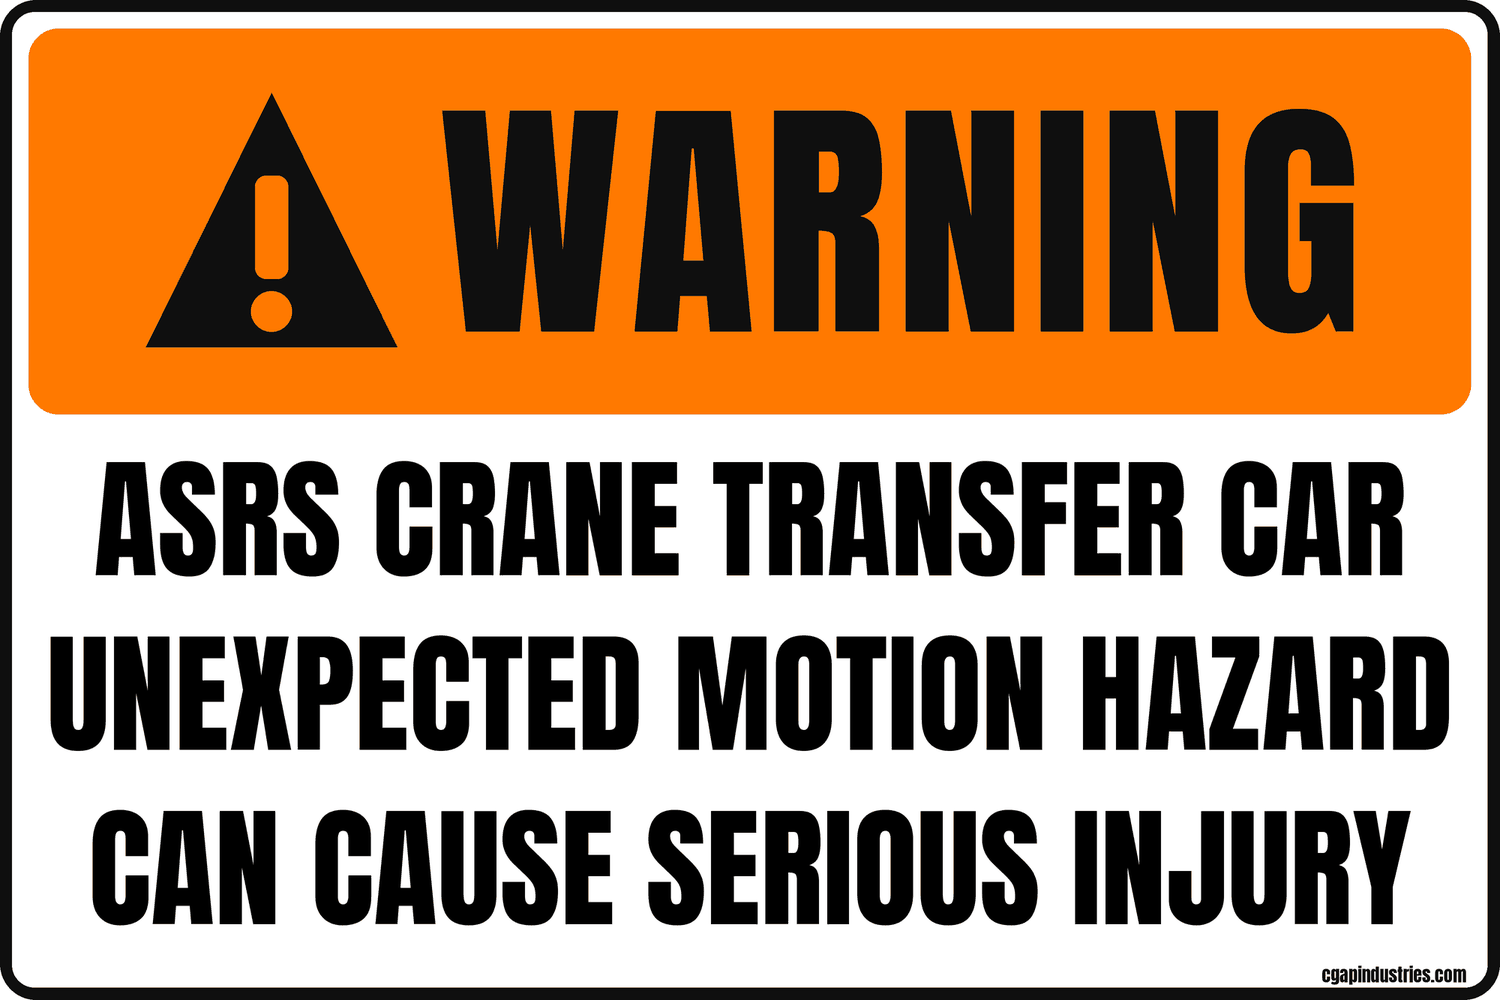 WARNING
ASRS CRANE TRANSFER CAR
UNEXPECTED MOTION HAZARD
CAN CAUSE SERIOUS INJURY
cgapindustries.com